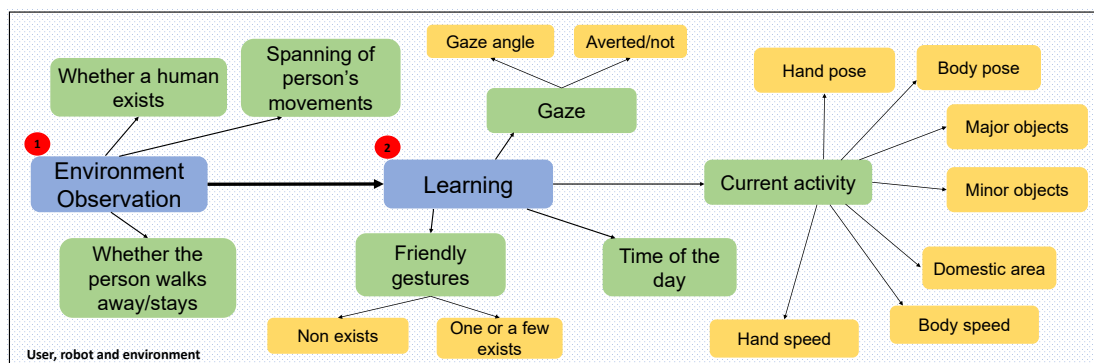 Gaze angle
Averted/not
Whether a human
exists
Spanning of
person's
movements
Hand pose
Body pose
Gaze
Major objects
1
2
Environment
Observation
Learning
Current activity
Minor objects
Whether the
person walks
away/stays
Friendly
gestures
Time of the
day
Domestic area
Non exists
One or a few
exists
Hand speed
Body speed
User, robot and environment